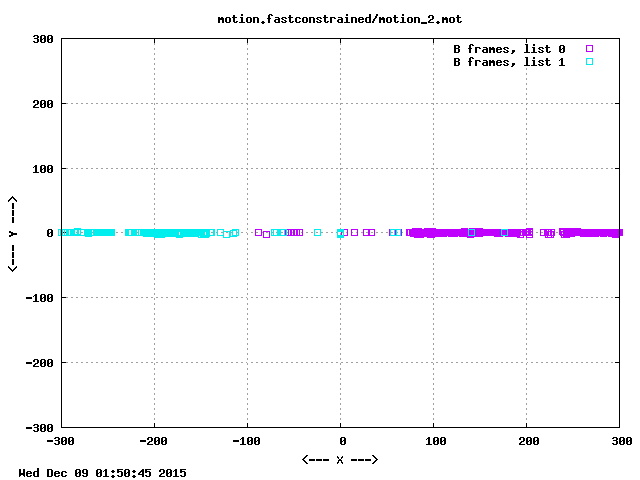 motion.fastconstrained/motion_2.mot
B frames, list 0
B frames, list 1
300
200
100
0
-100
-200
-300
<--- Y --->
-300 -200 -100 0 100 200 300
<--- X --->
Wed Dec 09 01:50:45 2015